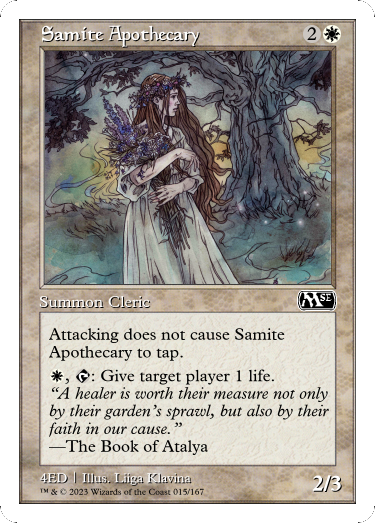 Samite Apothecary 2
Summon Cleric
MSE
Attacking does not cause Samite
Apothecary to tap.
, : Give target player 1 life.
“A healer is worth their measure not only
by their garden’s sprawl, but also by their
faith in our cause.”
—The Book of Atalya
4ED | Illus. Liiga Klavina
™ & © 2023 Wizards of the Coast 015/167
2/3